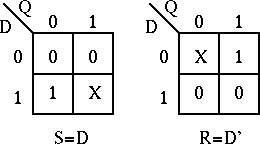 Q Q
D 0 1 D 0 1
0 0 0 0 X 1
1 1 X 1 0 0
S=D R=D'